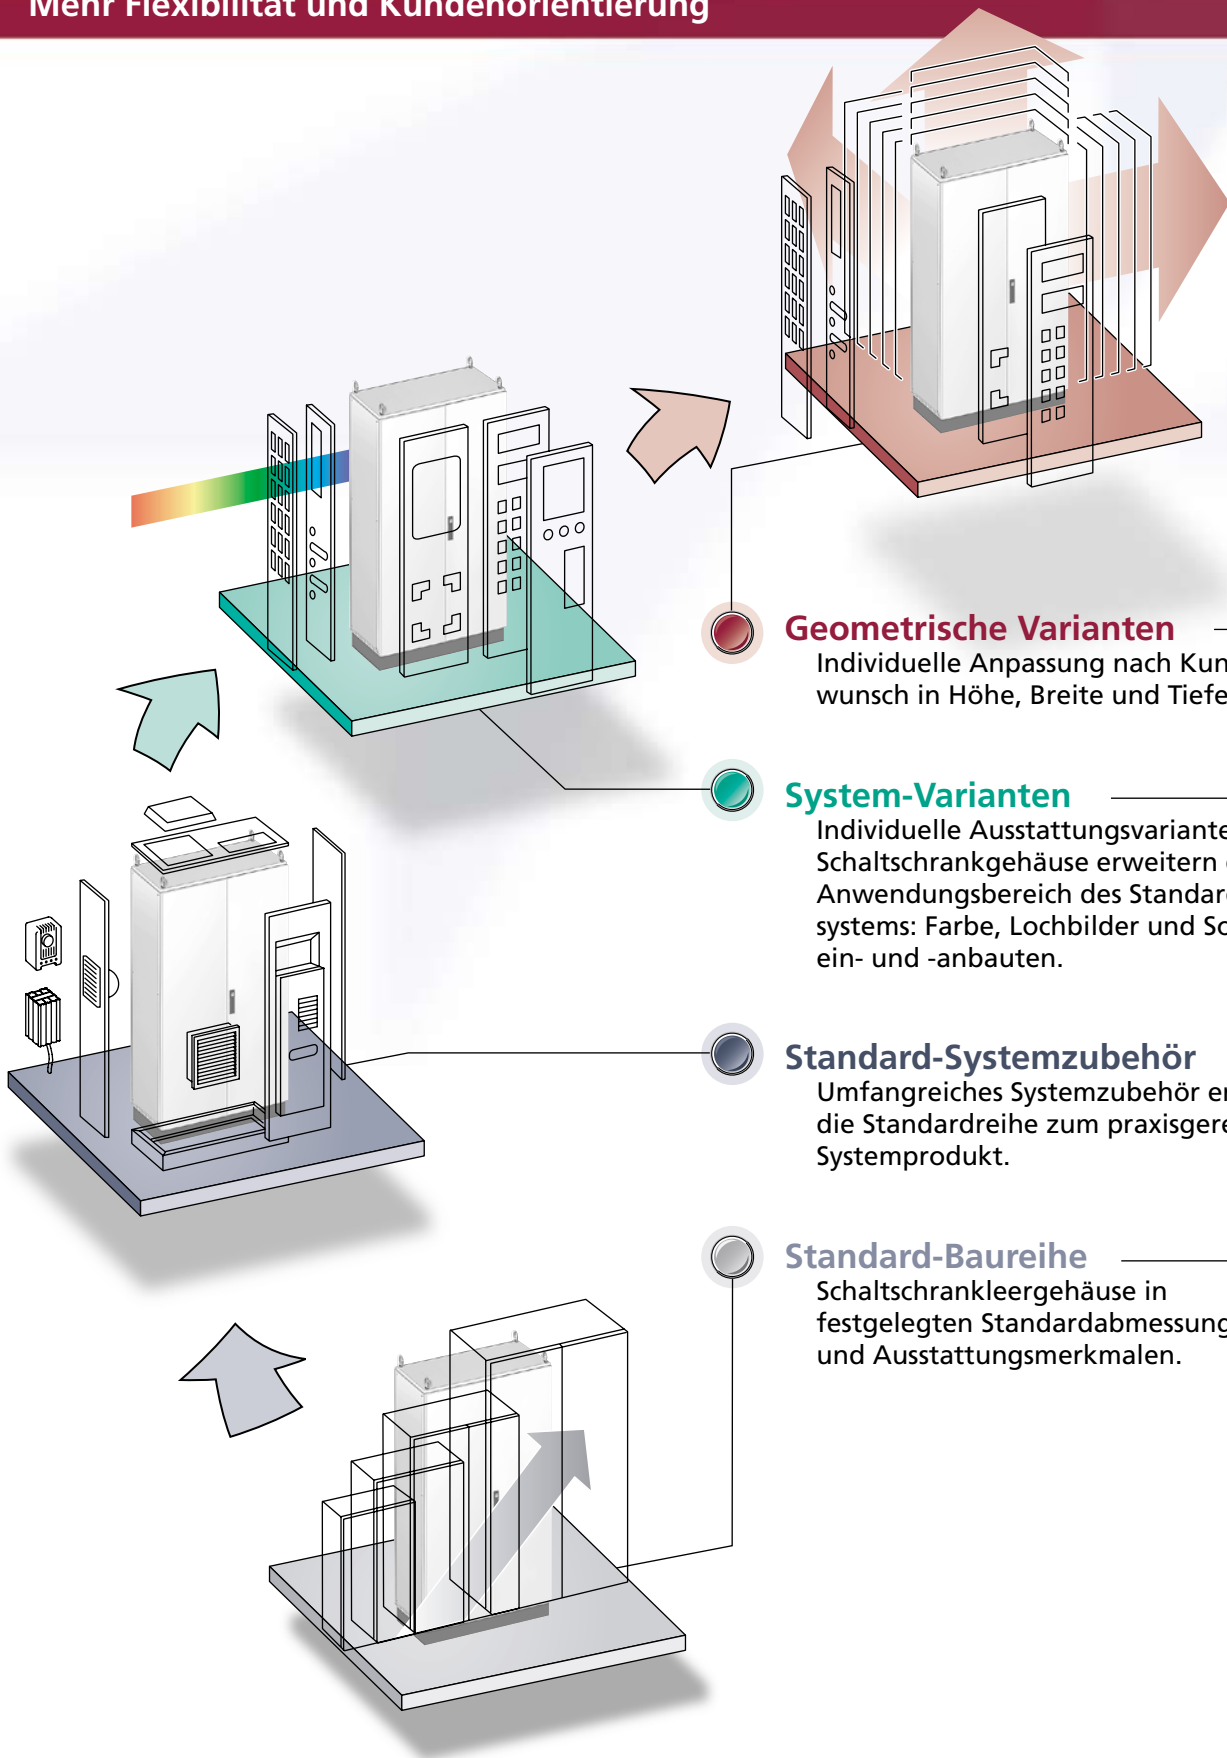 Mehr Flexibilität und Kundenorientierung
Geometrische Varianten
Individuelle Anpassung nach Kun
wunsch in Höhe, Breite und Tiefe
System-Varianten
Individuelle Ausstattungsvariante
Schaltschrankgehäuse erweitern
Anwendungsbereich des Standar
systems: Farbe, Lochbilder und So
ein- und -anbauten.
Standard-Systemzubehör
Umfangreiches Systemzubehör er
die Standardreihe zum praxisgere
Systemprodukt.
Standard-Baureihe
Schaltschrankleergehäuse in
festgelegten Standardabmessung
und Ausstattungsmerkmalen.